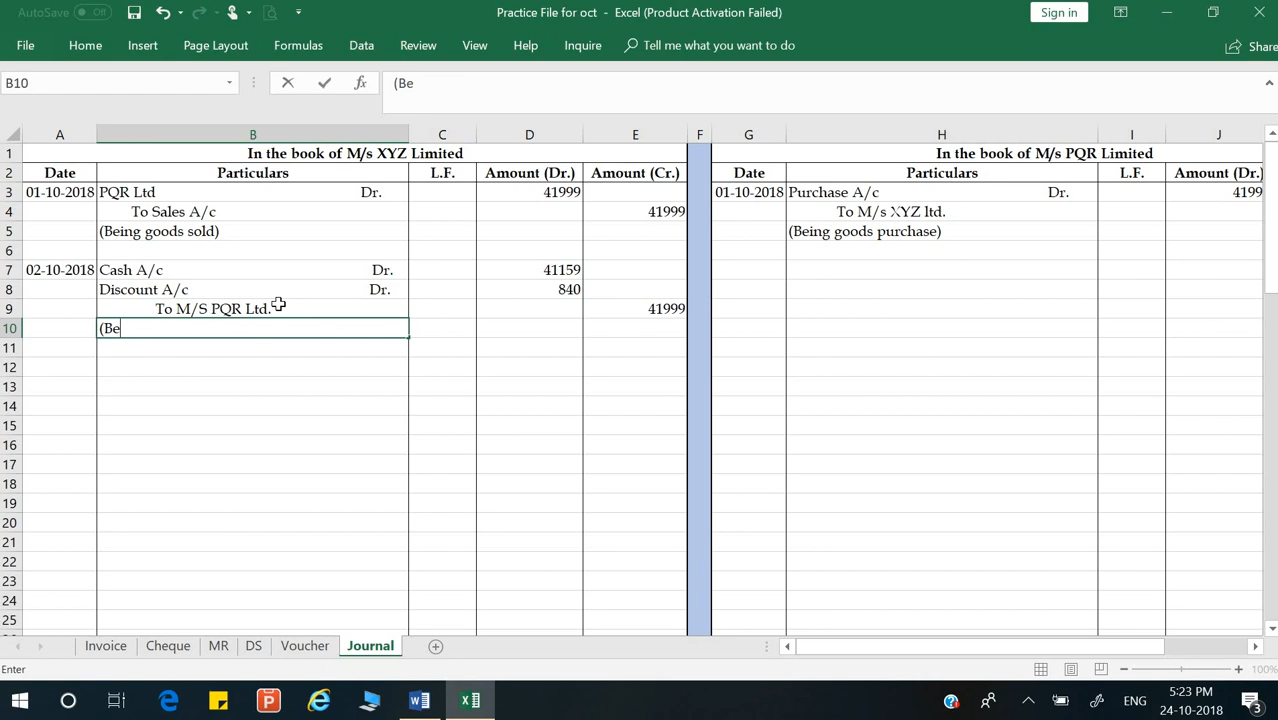 AutoSave Off Practice File for oct - Excel (Product Activation Failed) Sign in
File Home Insert Page Layout Formulas Data Review View Help Inquire Tell me what you want to do Share
B10 fx (Be
A B C D E F G H I J
1 In the book of M/s XYZ Limited In the book of M/s PQR Limited
2 Date Particulars L.F. Amount (Dr.) Amount (Cr.) Date Particulars L.F. Amount (Dr.)
3 01-10-2018 PQR Ltd Dr. 41999 01-10-2018 Purchase A/c Dr. 4199
4 To Sales A/c 41999 To M/s XYZ ltd.
5 (Being goods sold) (Being goods purchase)
6
7 02-10-2018 Cash A/c Dr. 41159
8 Discount A/c Dr. 840
9 To M/S PQR Ltd. 41999
10 (Be
11
12
13
14
15
16
17
18
19
20
21
22
23
24
25
Invoice Cheque MR DS Voucher Journal
Enter 100%
ENG 5:23 PM
24-10-2018 3